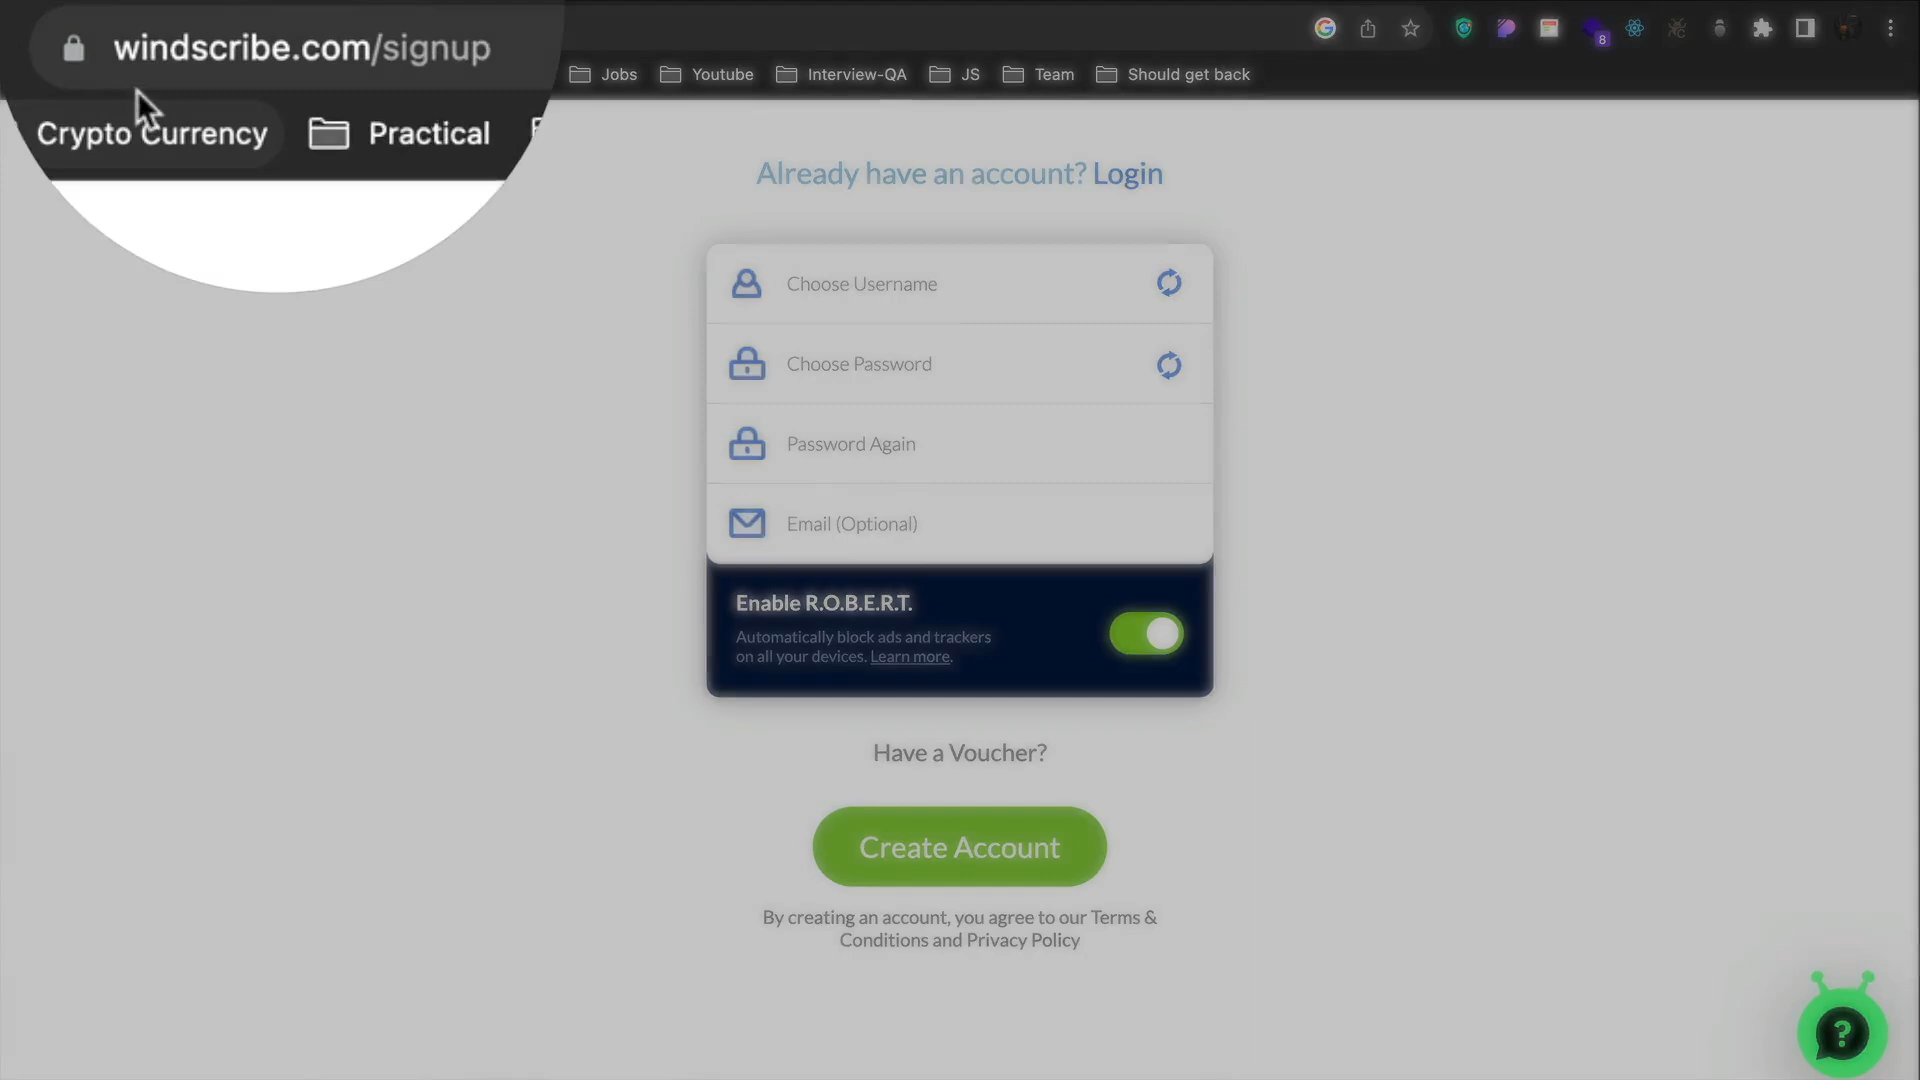 windscribe.com/signup
8
Crypto Currency
Practical
Jobs
Youtube
Interview-QA
JS
Team
Should get back
Already have an account? Login
Choose Username
Choose Password
Password Again
Email (Optional)
Enable R.O.B.E.R.T.
Automatically block ads and trackers
on all your devices. Learn more.
Have a Voucher?
Create Account
By creating an account, you agree to our Terms &
Conditions and Privacy Policy
?